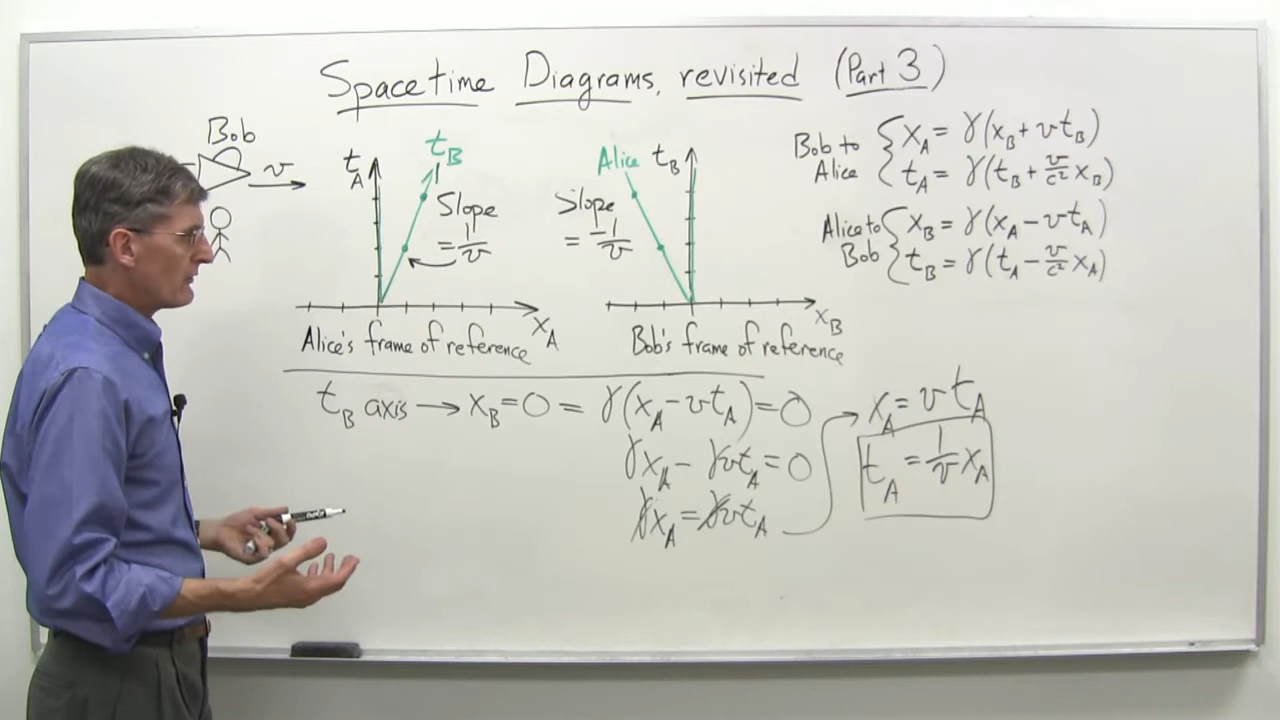 Spacetime Diagrams, revisited (Part 3)
Bob
v
t_A
t_B
Slope
= 1/v
x_A
Alice's frame of reference
Alice
t_B
Slope
= -1/v
x_B
Bob's frame of reference
Bob to Alice { x_A = γ(x_B + vt_B)
t_A = γ(t_B + v/c² x_B)
Alice to Bob { x_B = γ(x_A - vt_A)
t_B = γ(t_A - v/c² x_A)
t_B axis → x_B = 0 = γ(x_A - vt_A) = 0
γx_A - γvt_A = 0
γx_A = γvt_A
x_A = vt_A
t_A = 1/v x_A